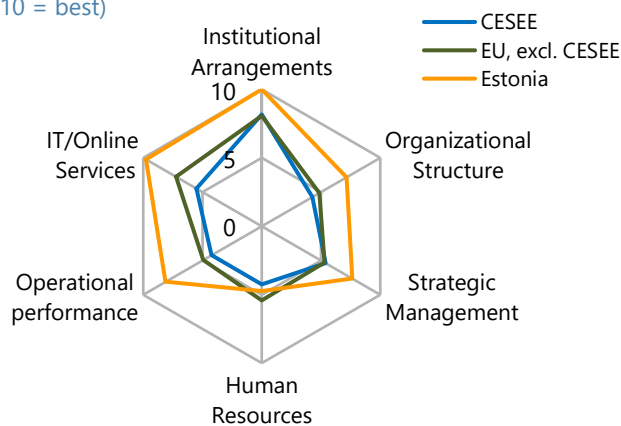 10 = best)
CESEE
EU, excl. CESEE
Estonia
Institutional
Arrangements
10
5
0
IT/Online
Services
Organizational
Structure
Operational
performance
Strategic
Management
Human
Resources